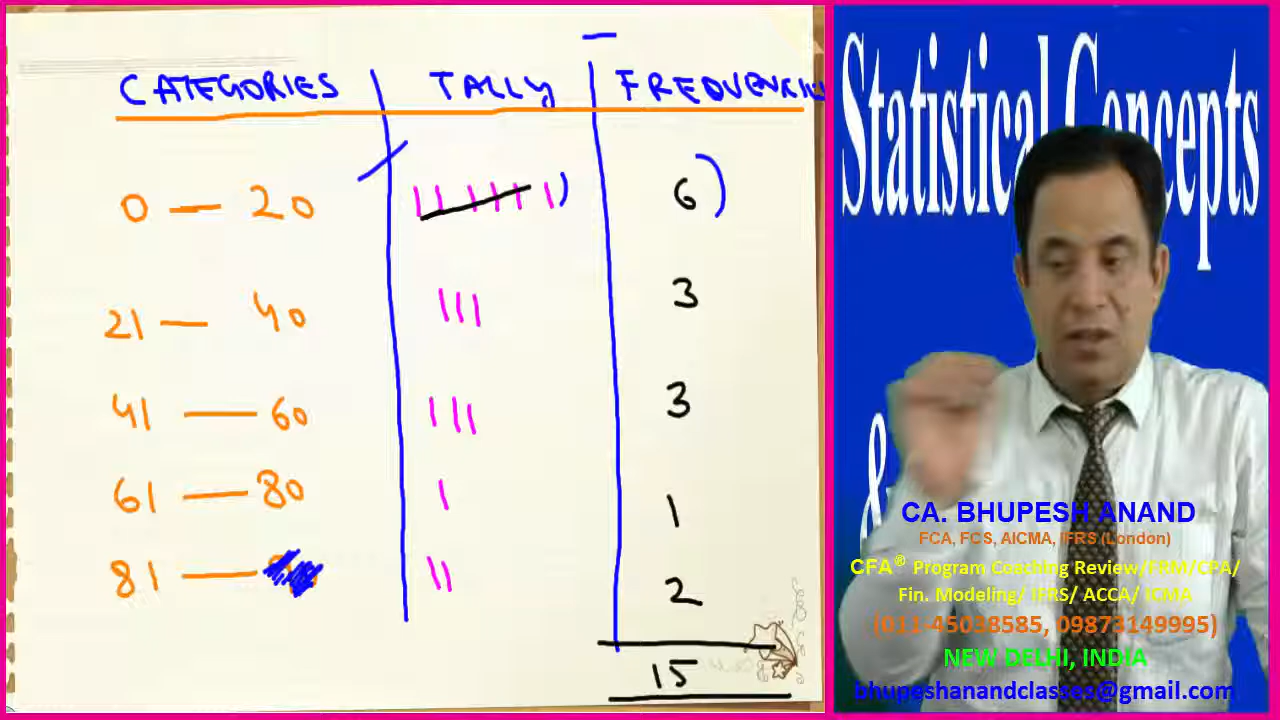 CATEGORIES TALLY FREQUENCIES
0 — 20 6
21 — 40 3
41 — 60 3
61 — 80 1
81 — 2
15
Statistical Concepts
&
CA. BHUPESH ANAND
FCA, FCS, AICMA, IFRS (London)
CFA® Program Coaching Review/FRM/CPA/
Fin. Modeling/ IFRS/ ACCA/ ICMA
(011-45038585, 09873149995)
NEW DELHI, INDIA
bhupeshanandclasses@gmail.com